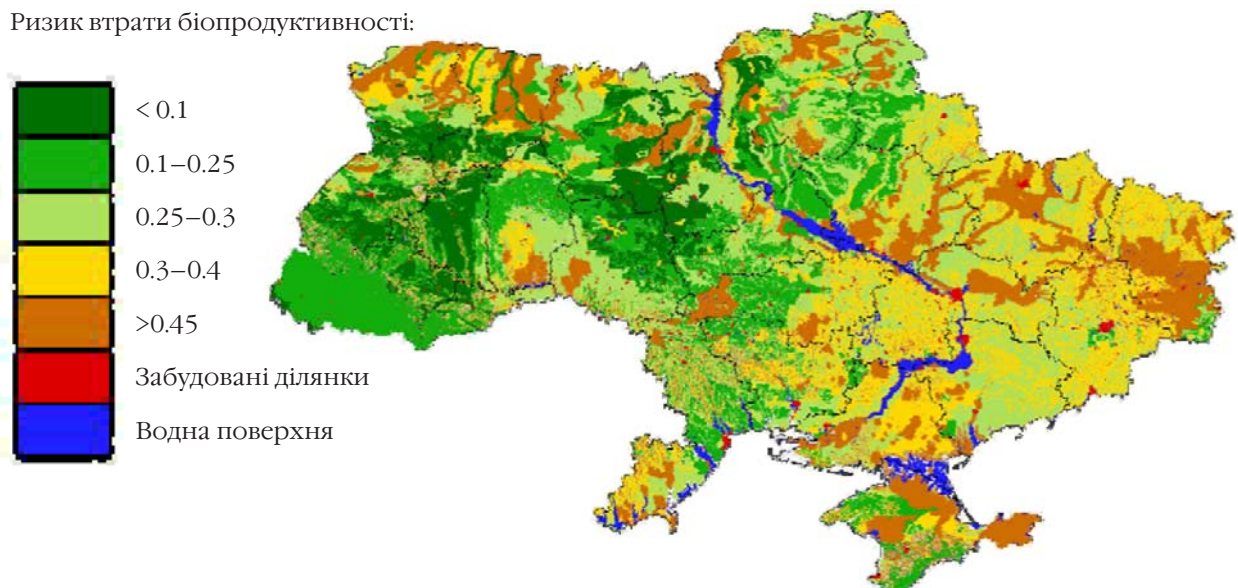 Ризик втрати біопродуктивності:
< 0.1
0.1–0.25
0.25–0.3
0.3–0.4
>0.45
Забудовані ділянки
Водна поверхня